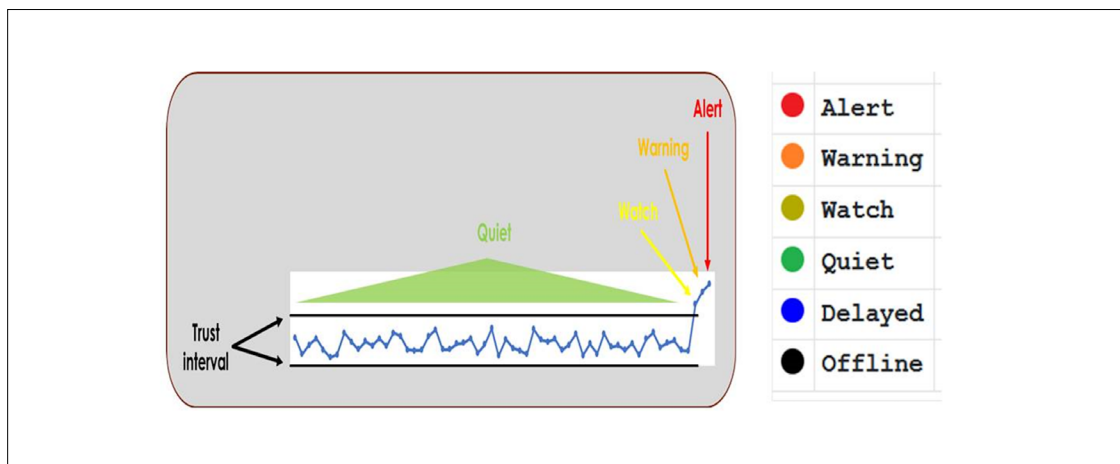 Alert
Warning
Watch
Quiet
Trust
interval
Alert
Warning
Watch
Quiet
Delayed
Offline